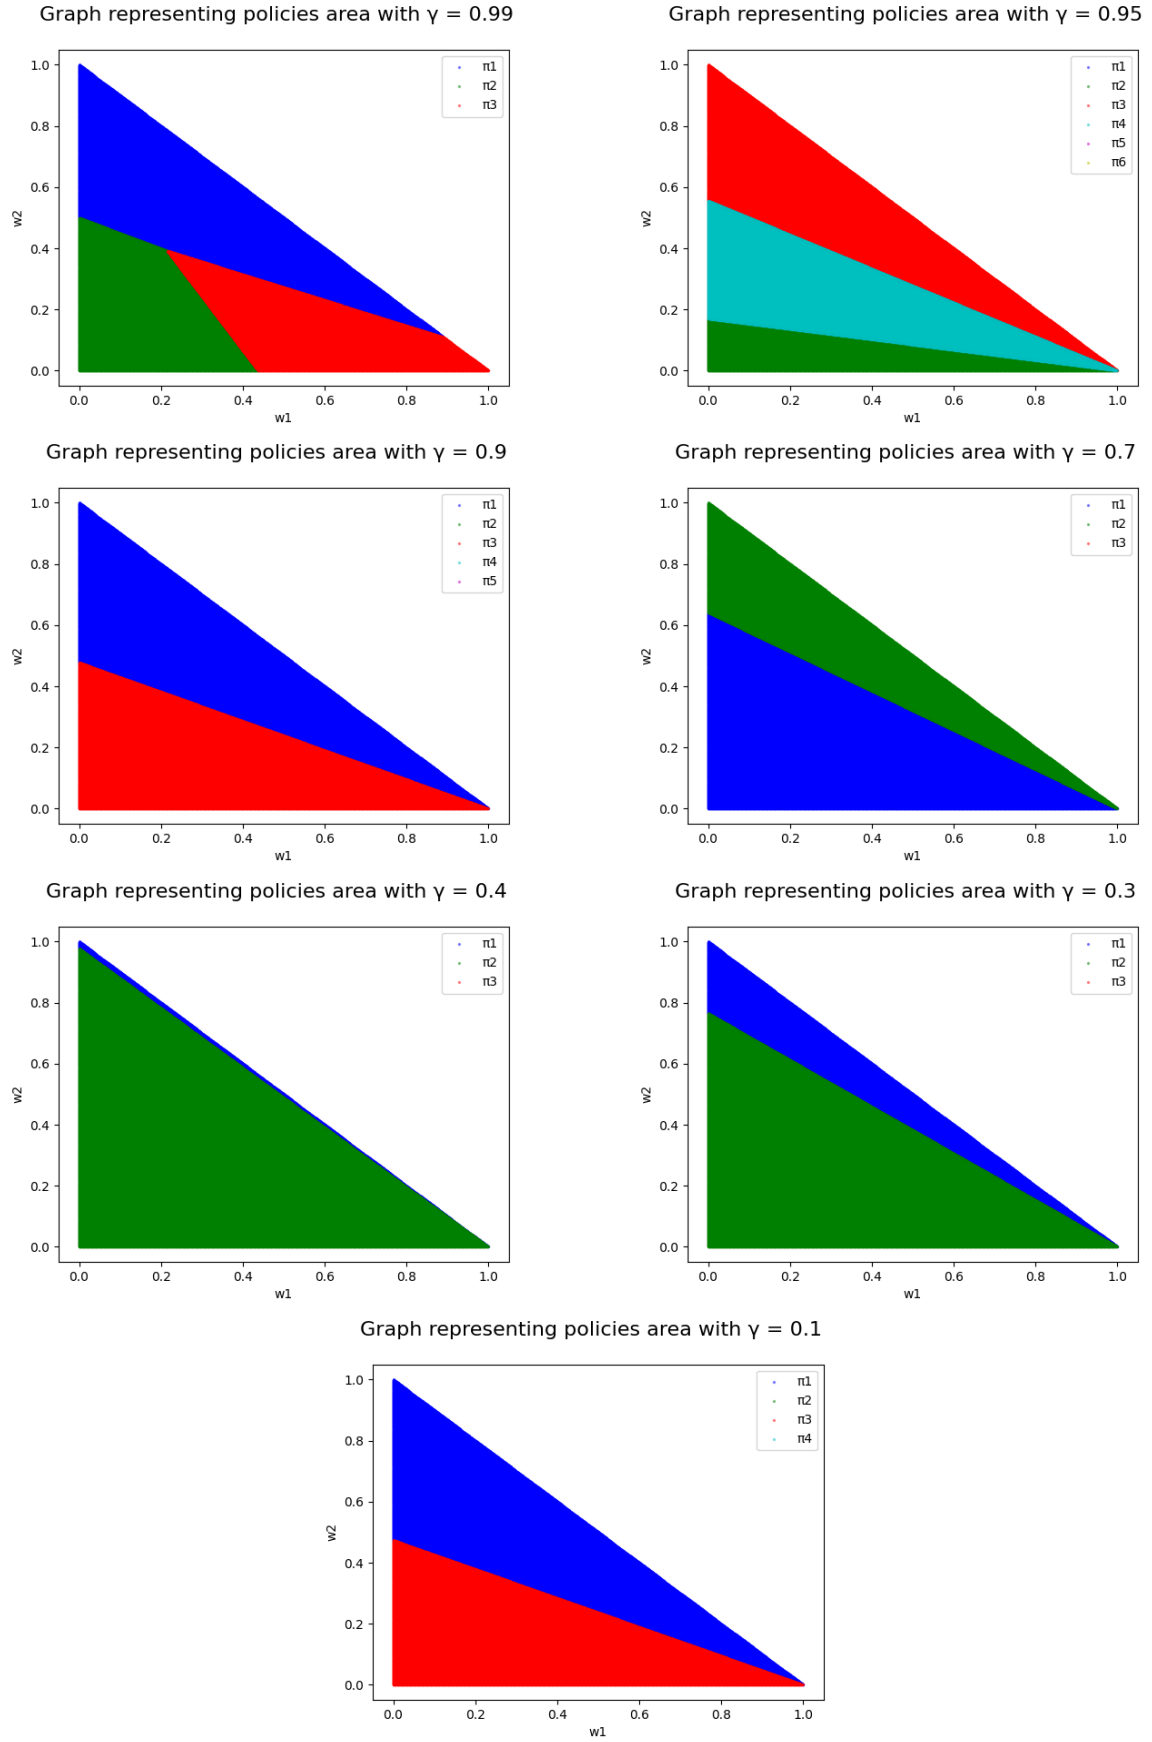 Graph representing policies area with γ = 0.99
π1
π2
π3
1.0
0.8
0.6
0.4
0.2
0.0
w2
0.0 0.2 0.4 0.6 0.8 1.0
w1
Graph representing policies area with γ = 0.95
π1
π2
π3
π4
π5
π6
1.0
0.8
0.6
0.4
0.2
0.0
w2
0.0 0.2 0.4 0.6 0.8 1.0
w1
Graph representing policies area with γ = 0.9
π1
π2
π3
π4
π5
1.0
0.8
0.6
0.4
0.2
0.0
w2
0.0 0.2 0.4 0.6 0.8 1.0
w1
Graph representing policies area with γ = 0.7
π1
π2
π3
1.0
0.8
0.6
0.4
0.2
0.0
w2
0.0 0.2 0.4 0.6 0.8 1.0
w1
Graph representing policies area with γ = 0.4
π1
π2
π3
1.0
0.8
0.6
0.4
0.2
0.0
w2
0.0 0.2 0.4 0.6 0.8 1.0
w1
Graph representing policies area with γ = 0.3
π1
π2
π3
1.0
0.8
0.6
0.4
0.2
0.0
w2
0.0 0.2 0.4 0.6 0.8 1.0
w1
Graph representing policies area with γ = 0.1
π1
π2
π3
π4
1.0
0.8
0.6
0.4
0.2
0.0
w2
0.0 0.2 0.4 0.6 0.8 1.0
w1